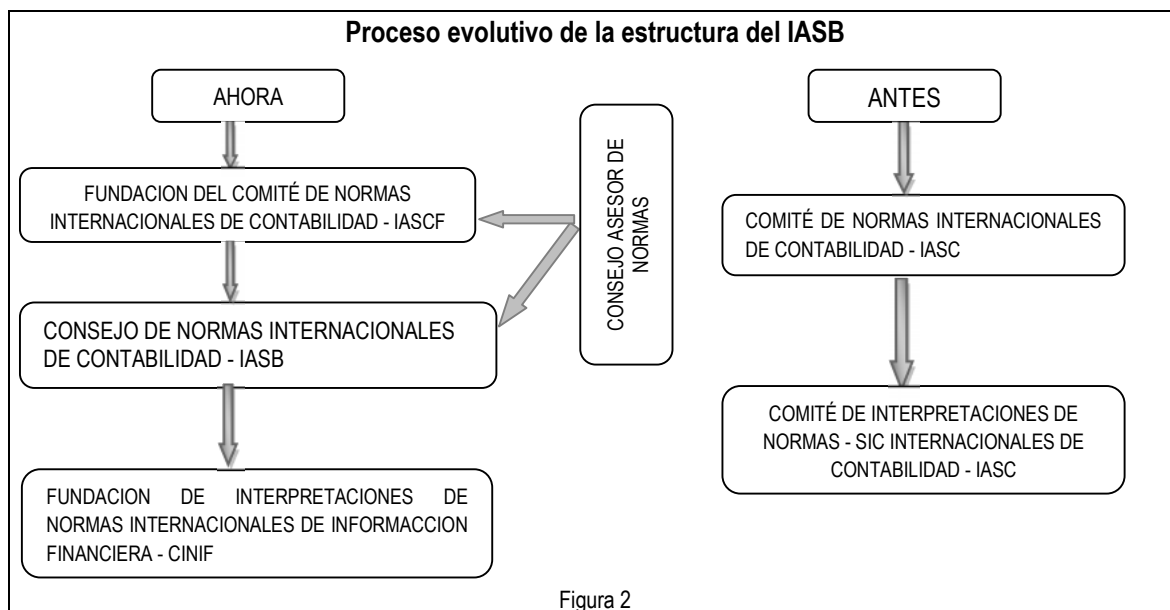 Proceso evolutivo de la estructura del IASB
AHORA
FUNDACION DEL COMITÉ DE NORMAS
INTERNACIONALES DE CONTABILIDAD - IASCF
CONSEJO DE NORMAS INTERNACIONALES
DE CONTABILIDAD - IASB
FUNDACION DE INTERPRETACIONES DE
NORMAS INTERNACIONALES DE INFORMACCION
FINANCIERA - CINIF
CONSEJO ASESOR DE
NORMAS
ANTES
COMITÉ DE NORMAS INTERNACIONALES
DE CONTABILIDAD - IASC
COMITÉ DE INTERPRETACIONES DE
NORMAS - SIC INTERNACIONALES DE
CONTABILIDAD - IASC
Figura 2